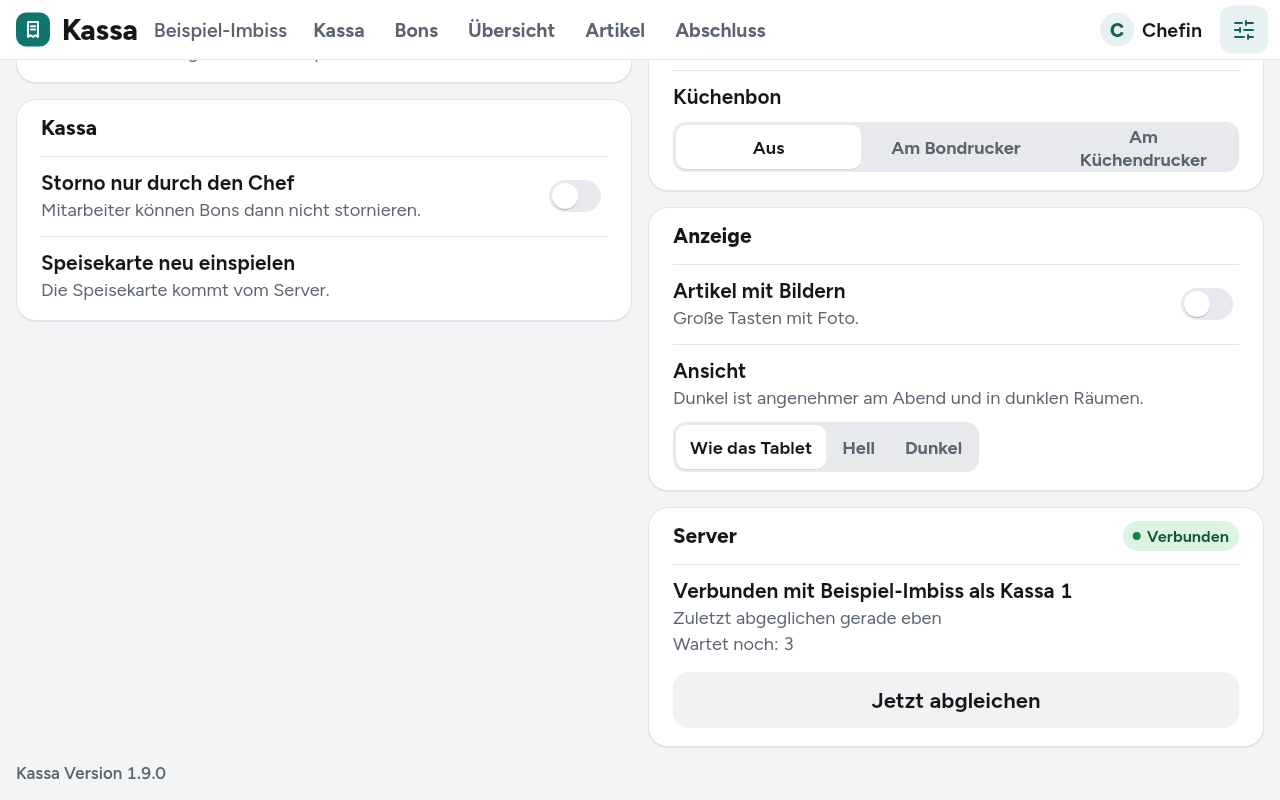 Kassa Beispiel-Imbiss Kassa Bons Übersicht Artikel Abschluss C Chefin
Kassa
Storno nur durch den Chef
Mitarbeiter können Bons dann nicht stornieren.
Speisekarte neu einspielen
Die Speisekarte kommt vom Server.
Küchenbon
Aus Am Bondrucker Am
Küchendrucker
Anzeige
Artikel mit Bildern
Große Tasten mit Foto.
Ansicht
Dunkel ist angenehmer am Abend und in dunklen Räumen.
Wie das Tablet Hell Dunkel
Server Verbunden
Verbunden mit Beispiel-Imbiss als Kassa 1
Zuletzt abgeglichen gerade eben
Wartet noch: 3
Jetzt abgleichen
Kassa Version 1.9.0